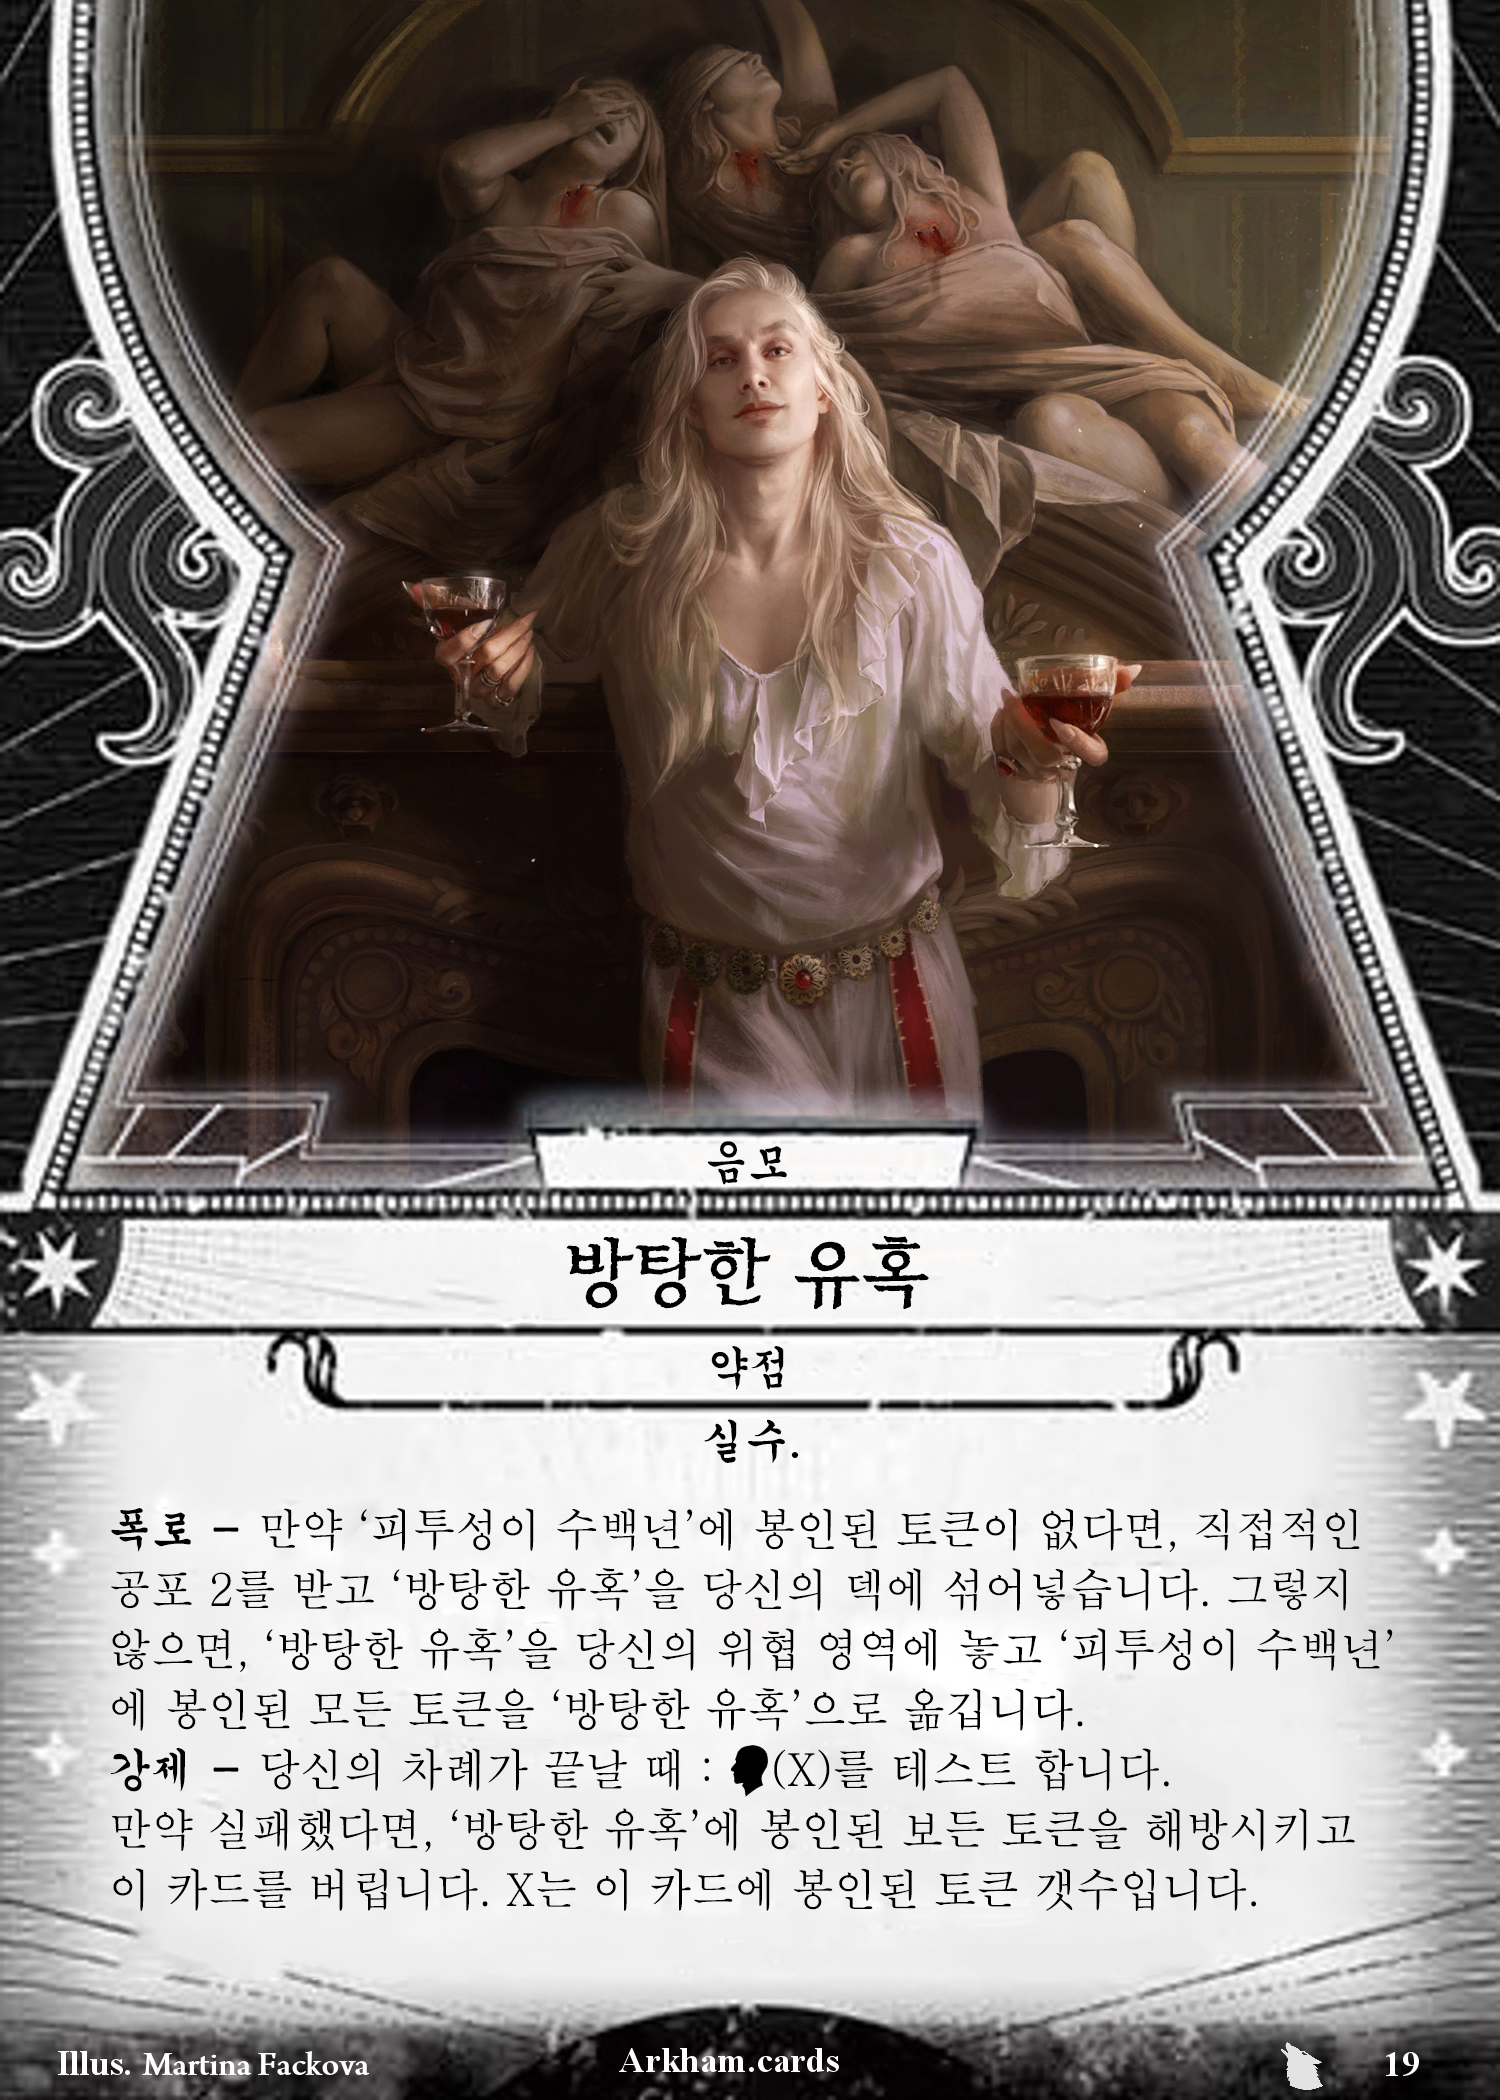 음모
방탕한 유혹
약점
실수.
폭로 – 만약 ‘피투성이 수백년’에 봉인된 토큰이 없다면, 직접적인
공포 2를 받고 ‘방탕한 유혹’을 당신의 덱에 섞어넣습니다. 그렇지
않으면, ‘방탕한 유혹’을 당신의 위협 영역에 놓고 ‘피투성이 수백년’
에 봉인된 모든 토큰을 ‘방탕한 유혹’으로 옮깁니다.
강제 – 당신의 차례가 끝날 때 : (X)를 테스트 합니다.
만약 실패했다면, ‘방탕한 유혹’에 봉인된 보든 토큰을 해방시키고
이 카드를 버립니다. X는 이 카드에 봉인된 토큰 갯수입니다.
Illus. Martina Fackova
Arkham.cards
19